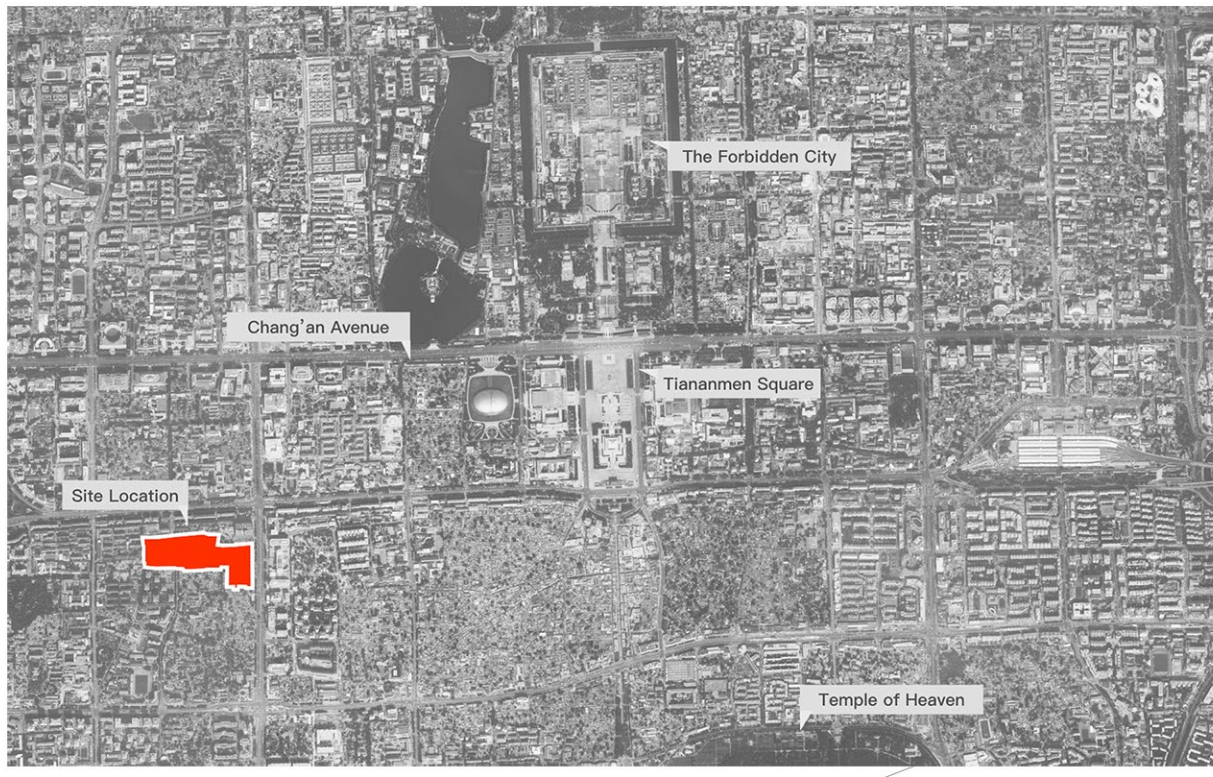 The Forbidden City
Chang'an Avenue
Tiananmen Square
Site Location
Temple of Heaven